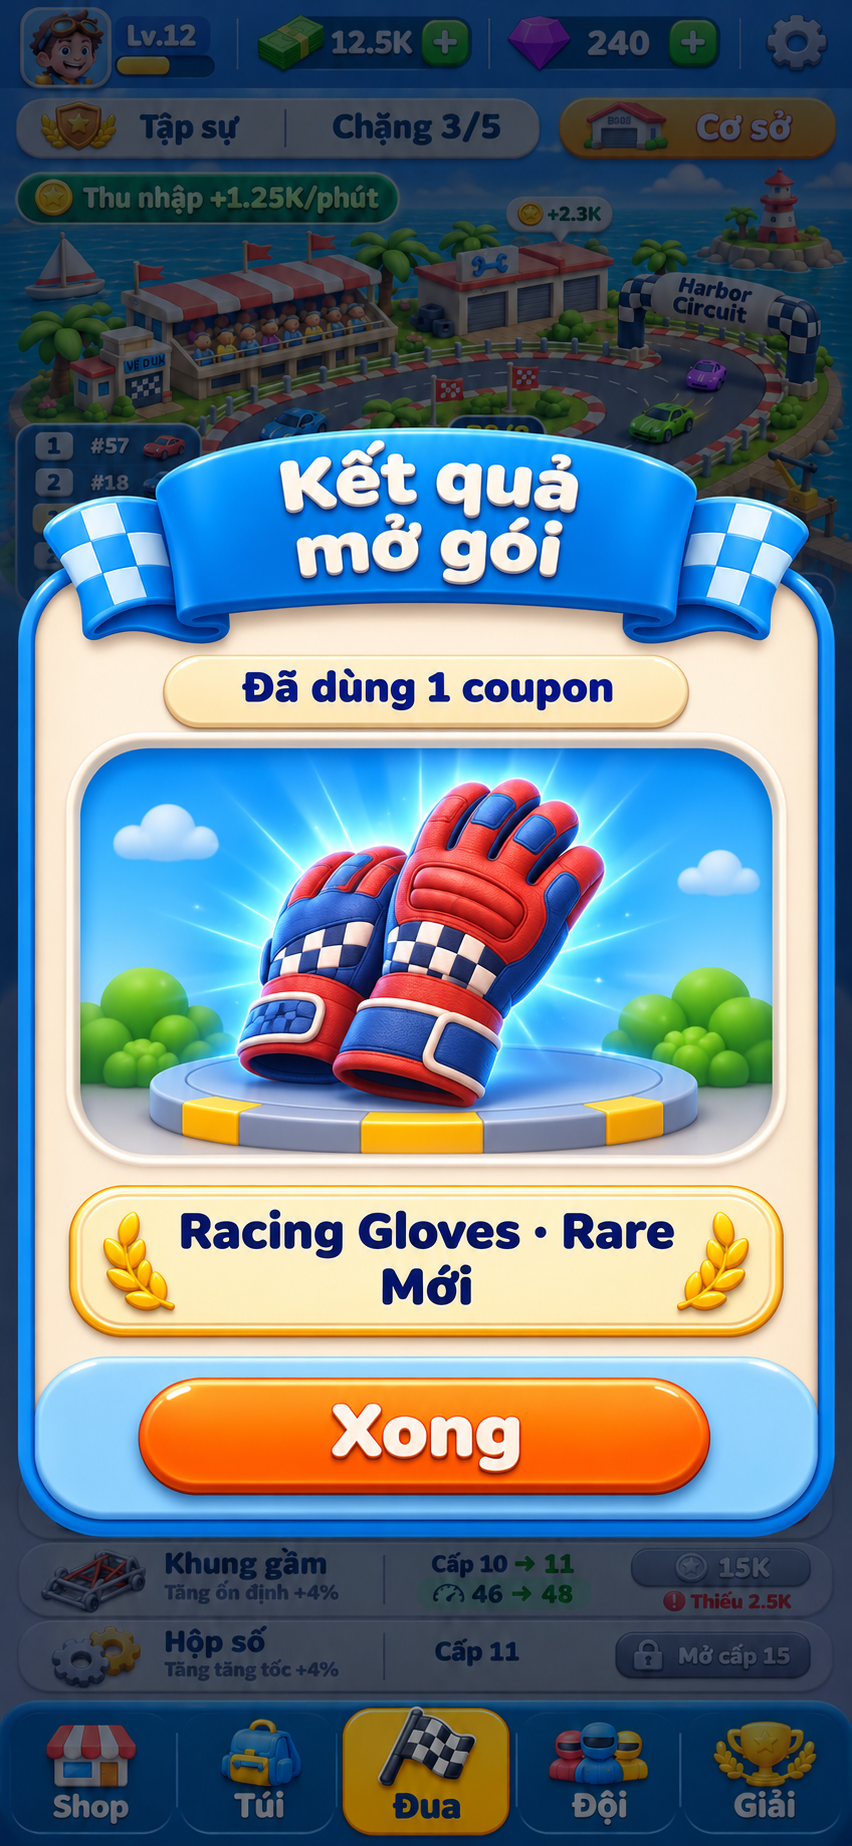 Lv.12
12.5K
240
Tập sự
Chặng 3/5
BOSS
Cơ sở
Thu nhập +1.25K/phút
+2.3K
Harbor
Circuit
1 #57
2 #18
Kết quả
mở gói
Đã dùng 1 coupon
Racing Gloves · Rare
Mới
Xong
Khung gầm
Tăng ổn định +4%
Cấp 10 → 11
46 → 48
15K
Thiếu 2.5K
Hộp số
Tăng tăng tốc +4%
Cấp 11
Mở cấp 15
Shop
Túi
Đua
Đội
Giải